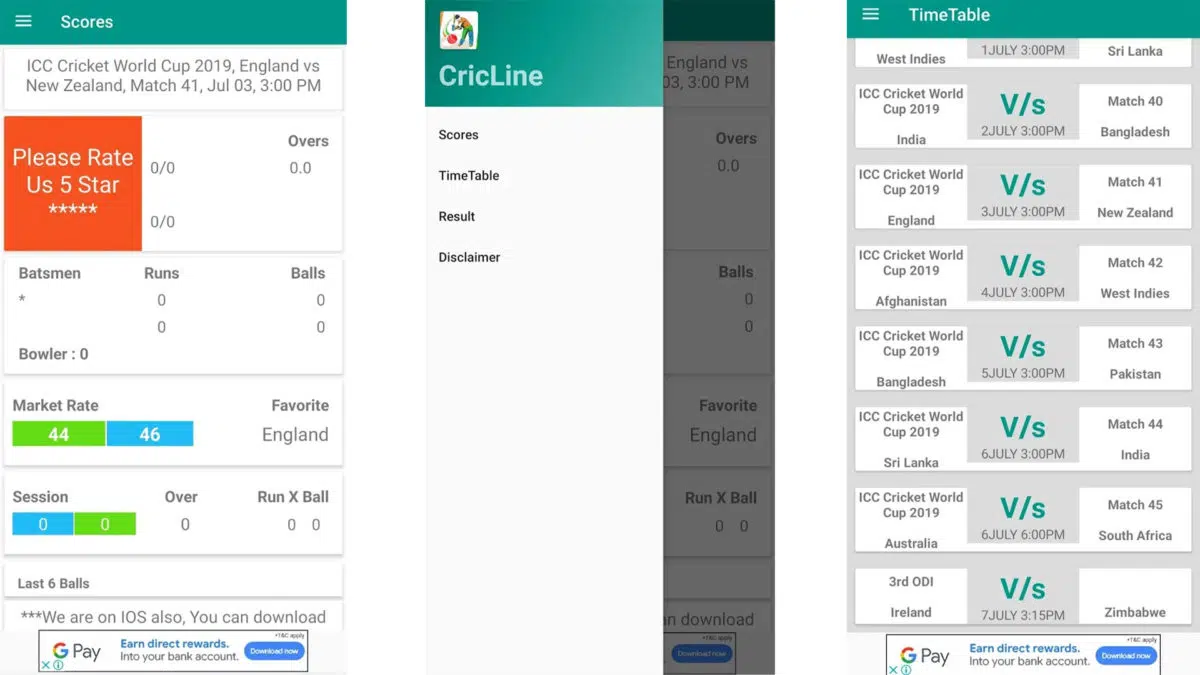 Scores
ICC Cricket World Cup 2019, England vs
New Zealand, Match 41, Jul 03, 3:00 PM
Please Rate
Us 5 Star
*****
Overs
0/0 0.0
0/0
Batsmen Runs Balls
* 0 0
0 0
Bowler : 0
Market Rate Favorite
44 46 England
Session Over Run X Ball
0 0 0 0 0
Last 6 Balls
***We are on IOS also, You can download
G Pay
Earn direct rewards.
Into your bank account.
*T&C apply
Download now
CricLine
Scores
TimeTable
Result
Disclaimer
England vs
03, 3:00 PM
Overs
0.0
Balls
0
0
Favorite
England
Run X Ball
0 0
n download
*T&C apply
Download now
TimeTable
West Indies 1JULY 3:00PM Sri Lanka
ICC Cricket World
Cup 2019
India
V/s
2JULY 3:00PM
Match 40
Bangladesh
ICC Cricket World
Cup 2019
England
V/s
3JULY 3:00PM
Match 41
New Zealand
ICC Cricket World
Cup 2019
Afghanistan
V/s
4JULY 3:00PM
Match 42
West Indies
ICC Cricket World
Cup 2019
Bangladesh
V/s
5JULY 3:00PM
Match 43
Pakistan
ICC Cricket World
Cup 2019
Sri Lanka
V/s
6JULY 3:00PM
Match 44
India
ICC Cricket World
Cup 2019
Australia
V/s
6JULY 6:00PM
Match 45
South Africa
3rd ODI
Ireland
V/s
7JULY 3:15PM
Zimbabwe
G Pay
Earn direct rewards.
Into your bank account.
*T&C apply
Download now